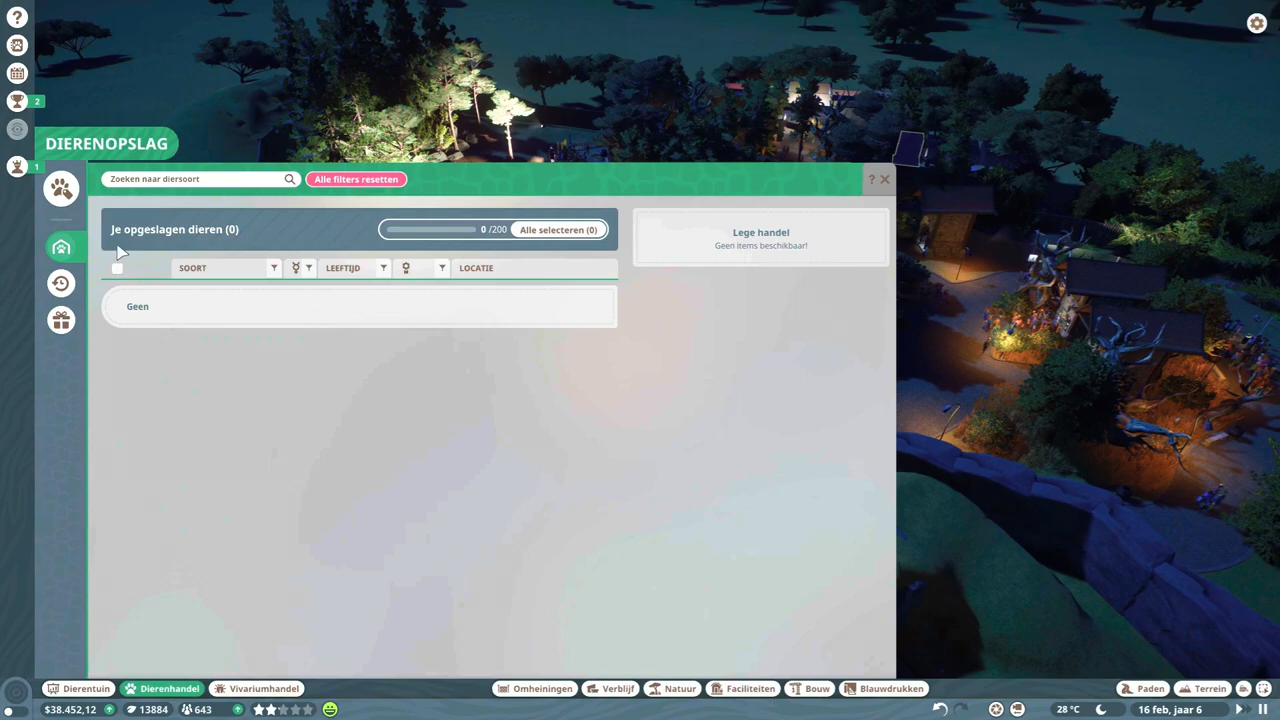 ?
2
DIERENOPSLAG
1
Zoeken naar diersoort
Alle filters resetten
?
Je opgeslagen dieren (0)
0 /200
Alle selecteren (0)
SOORT
LEEFTIJD
LOCATIE
Geen
Lege handel
Geen items beschikbaar!
Dierentuin
Dierenhandel
Vivariumhandel
Omheiningen
Verblijf
Natuur
Faciliteiten
Bouw
Blauwdrukken
Paden
Terrein
$38.452,12
13884
643
28 °C
16 feb, jaar 6